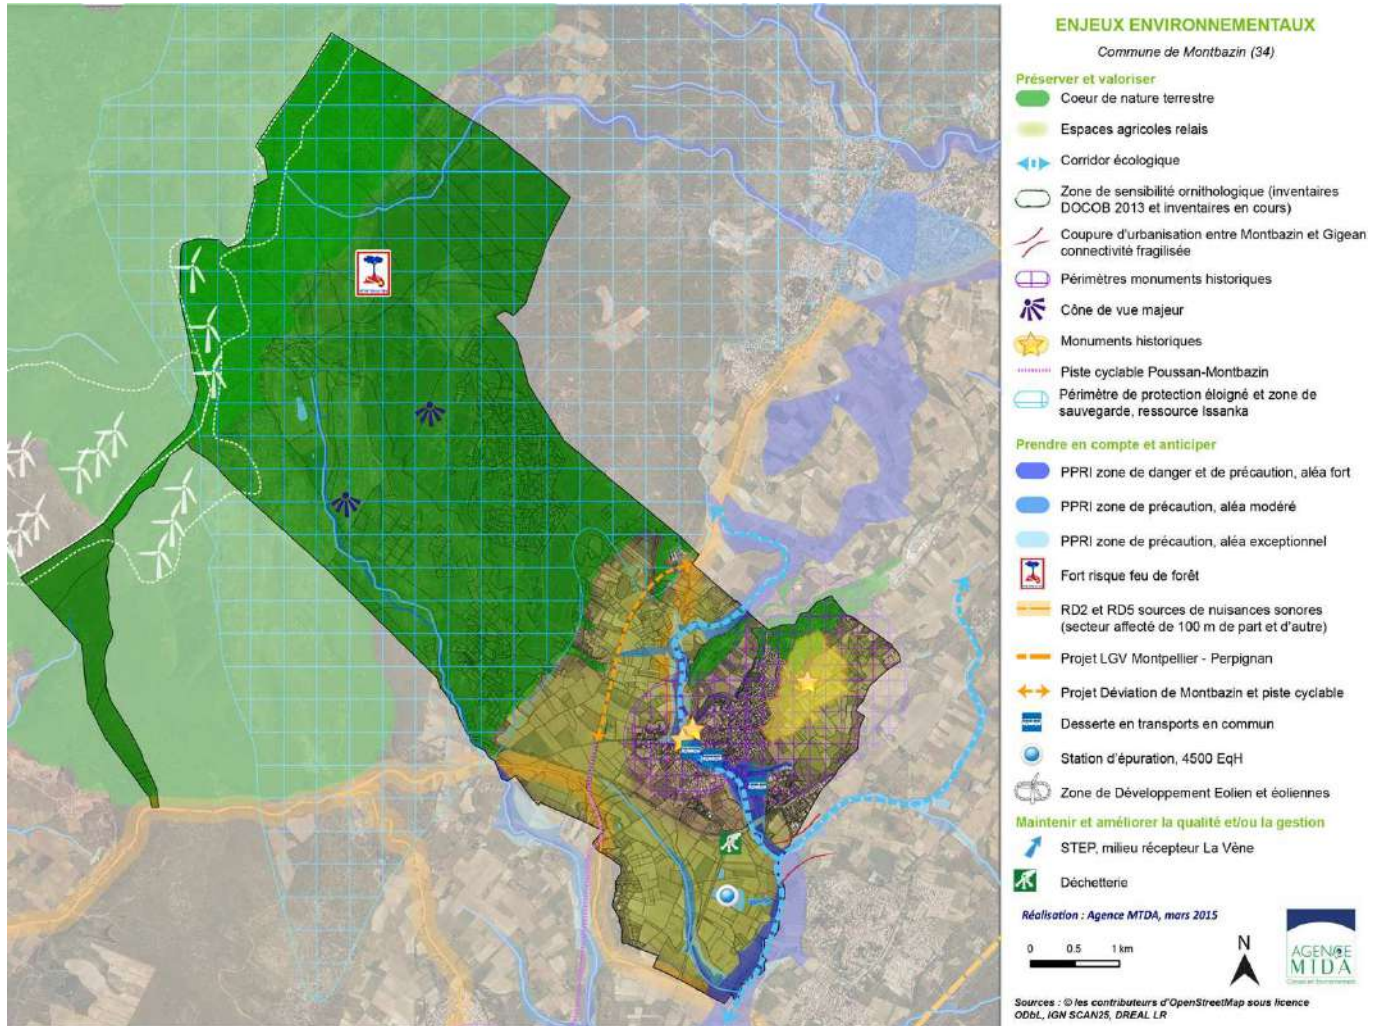 ENJEUX ENVIRONNEMENTAUX
Commune de Montbazin (34)
Préserver et valoriser
Coeur de nature terrestre
Espaces agricoles relais
Corridor écologique
Zone de sensibilité ornithologique (inventaires
DOCOB 2013 et inventaires en cours)
Coupure d'urbanisation entre Montbazin et Gigean
connectivité fragilisée
Périmètres monuments historiques
Cône de vue majeur
Monuments historiques
Piste cyclable Poussan-Montbazin
Périmètre de protection éloigné et zone de
sauvegarde, ressource Issanka
Prendre en compte et anticiper
PPRI zone de danger et de précaution, aléa fort
PPRI zone de précaution, aléa modéré
PPRI zone de précaution, aléa exceptionnel
Fort risque feu de forêt
RD2 et RD5 sources de nuisances sonores
(secteur affecté de 100 m de part et d'autre)
Projet LGV Montpellier - Perpignan
Projet Déviation de Montbazin et piste cyclable
Desserte en transports en commun
Station d'épuration, 4500 EqH
Zone de Développement Eolien et éoliennes
Maintenir et améliorer la qualité et/ou la gestion
STEP, milieu récepteur La Vène
Déchetterie
Réalisation : Agence MTDA, mars 2015
0 0.5 1 km
N
AGENCE
MTDA
Sources : © les contributeurs d'OpenStreetMap sous licence
ODbL, IGN SCAN25, DREAL LR